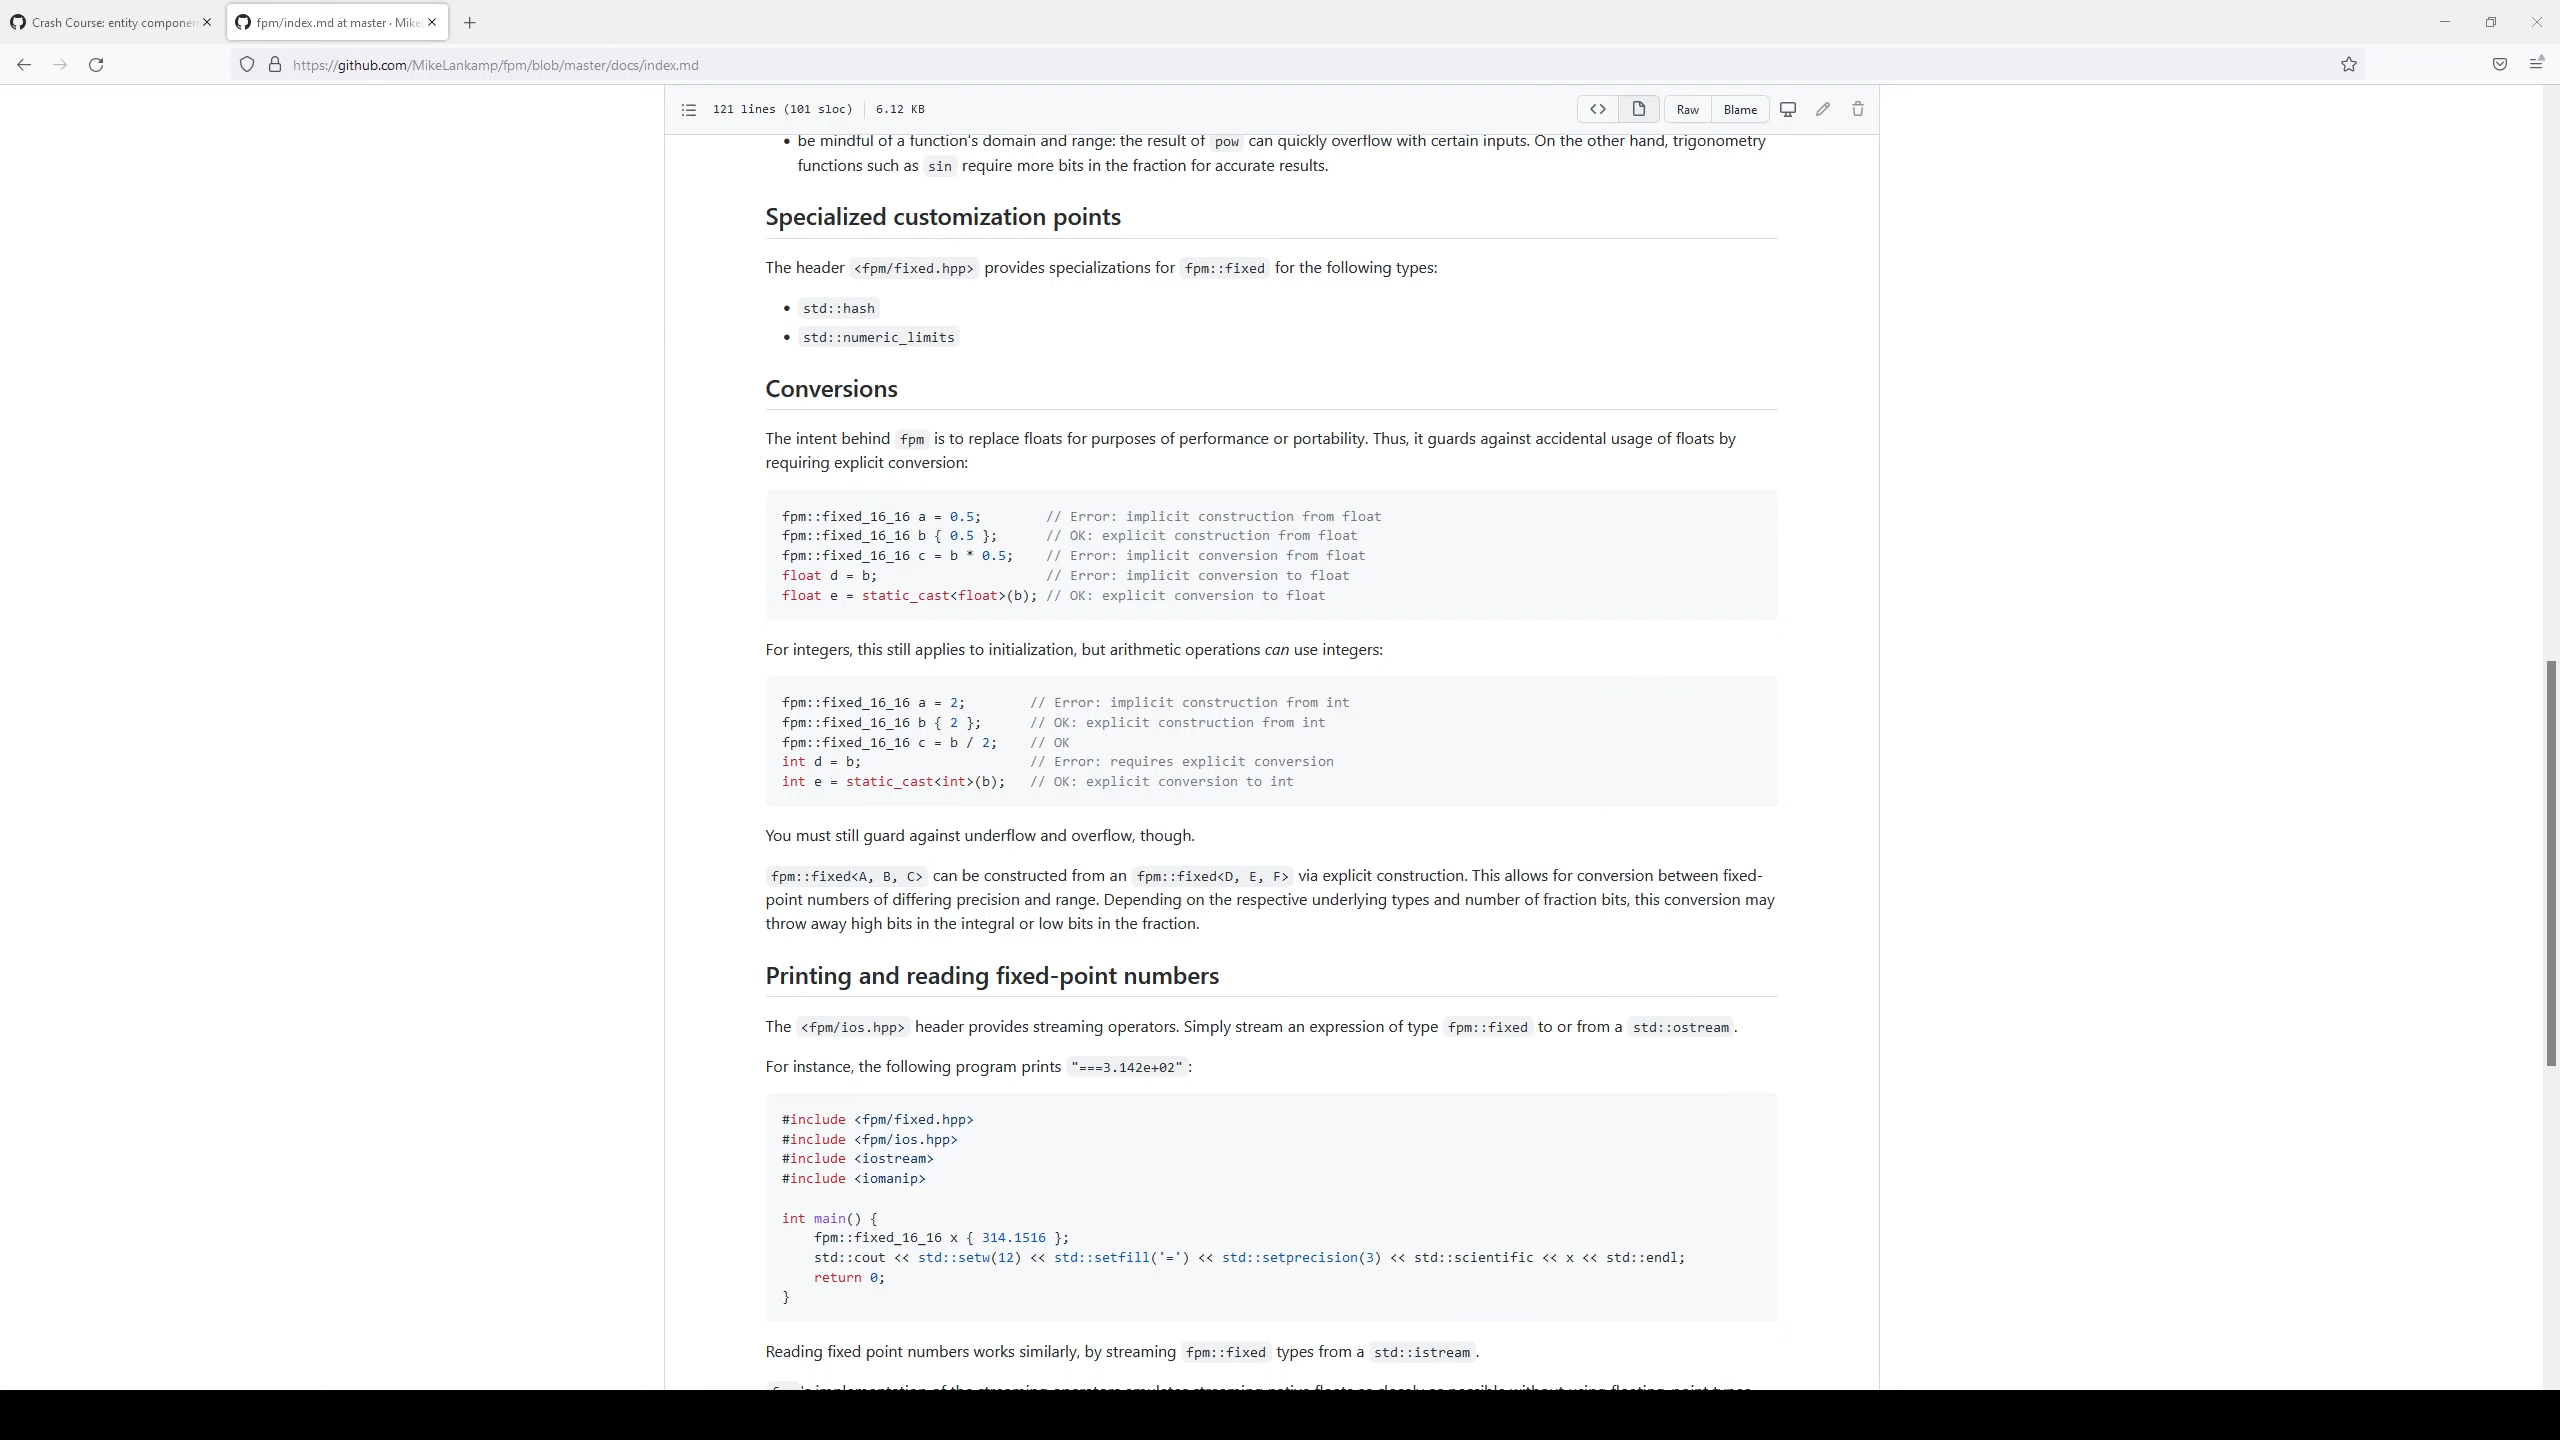 Crash Course: entity componen
fpm/index.md at master · Mike
https://github.com/MikeLankamp/fpm/blob/master/docs/index.md
121 lines (101 sloc) 6.12 KB
Raw Blame
• be mindful of a function's domain and range: the result of pow can quickly overflow with certain inputs. On the other hand, trigonometry
functions such as sin require more bits in the fraction for accurate results.
Specialized customization points
The header <fpm/fixed.hpp> provides specializations for fpm::fixed for the following types:
• std::hash
• std::numeric_limits
Conversions
The intent behind fpm is to replace floats for purposes of performance or portability. Thus, it guards against accidental usage of floats by
requiring explicit conversion:
fpm::fixed_16_16 a = 0.5;        // Error: implicit construction from float
fpm::fixed_16_16 b { 0.5 };      // OK: explicit construction from float
fpm::fixed_16_16 c = b * 0.5;    // Error: implicit conversion from float
float d = b;                     // Error: implicit conversion to float
float e = static_cast<float>(b); // OK: explicit conversion to float
For integers, this still applies to initialization, but arithmetic operations can use integers:
fpm::fixed_16_16 a = 2;        // Error: implicit construction from int
fpm::fixed_16_16 b { 2 };      // OK: explicit construction from int
fpm::fixed_16_16 c = b / 2;    // OK
int d = b;                     // Error: requires explicit conversion
int e = static_cast<int>(b);   // OK: explicit conversion to int
You must still guard against underflow and overflow, though.
fpm::fixed<A, B, C> can be constructed from an fpm::fixed<D, E, F> via explicit construction. This allows for conversion between fixed-
point numbers of differing precision and range. Depending on the respective underlying types and number of fraction bits, this conversion may
throw away high bits in the integral or low bits in the fraction.
Printing and reading fixed-point numbers
The <fpm/ios.hpp> header provides streaming operators. Simply stream an expression of type fpm::fixed to or from a std::ostream.
For instance, the following program prints "===3.142e+02":
#include <fpm/fixed.hpp>
#include <fpm/ios.hpp>
#include <iostream>
#include <iomanip>
int main() {
    fpm::fixed_16_16 x { 314.1516 };
    std::cout << std::setw(12) << std::setfill('=') << std::setprecision(3) << std::scientific << x << std::endl;
    return 0;
}
Reading fixed point numbers works similarly, by streaming fpm::fixed types from a std::istream.